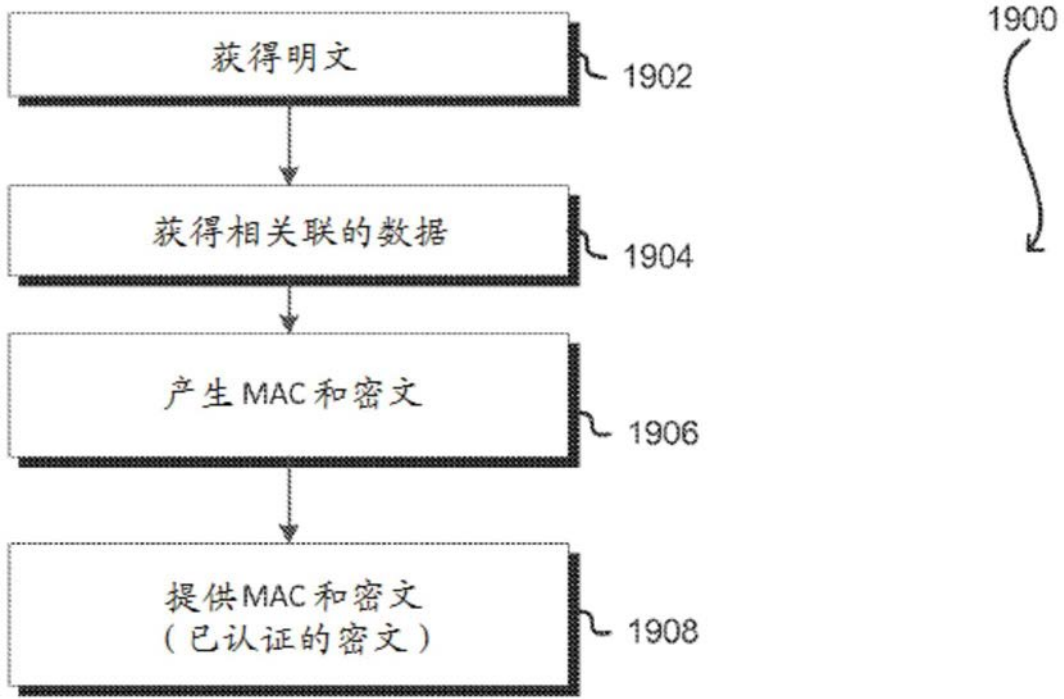 1900
获得明文
1902
获得相关联的数据
1904
产生MAC和密文
1906
提供MAC和密文
(已认证的密文)
1908